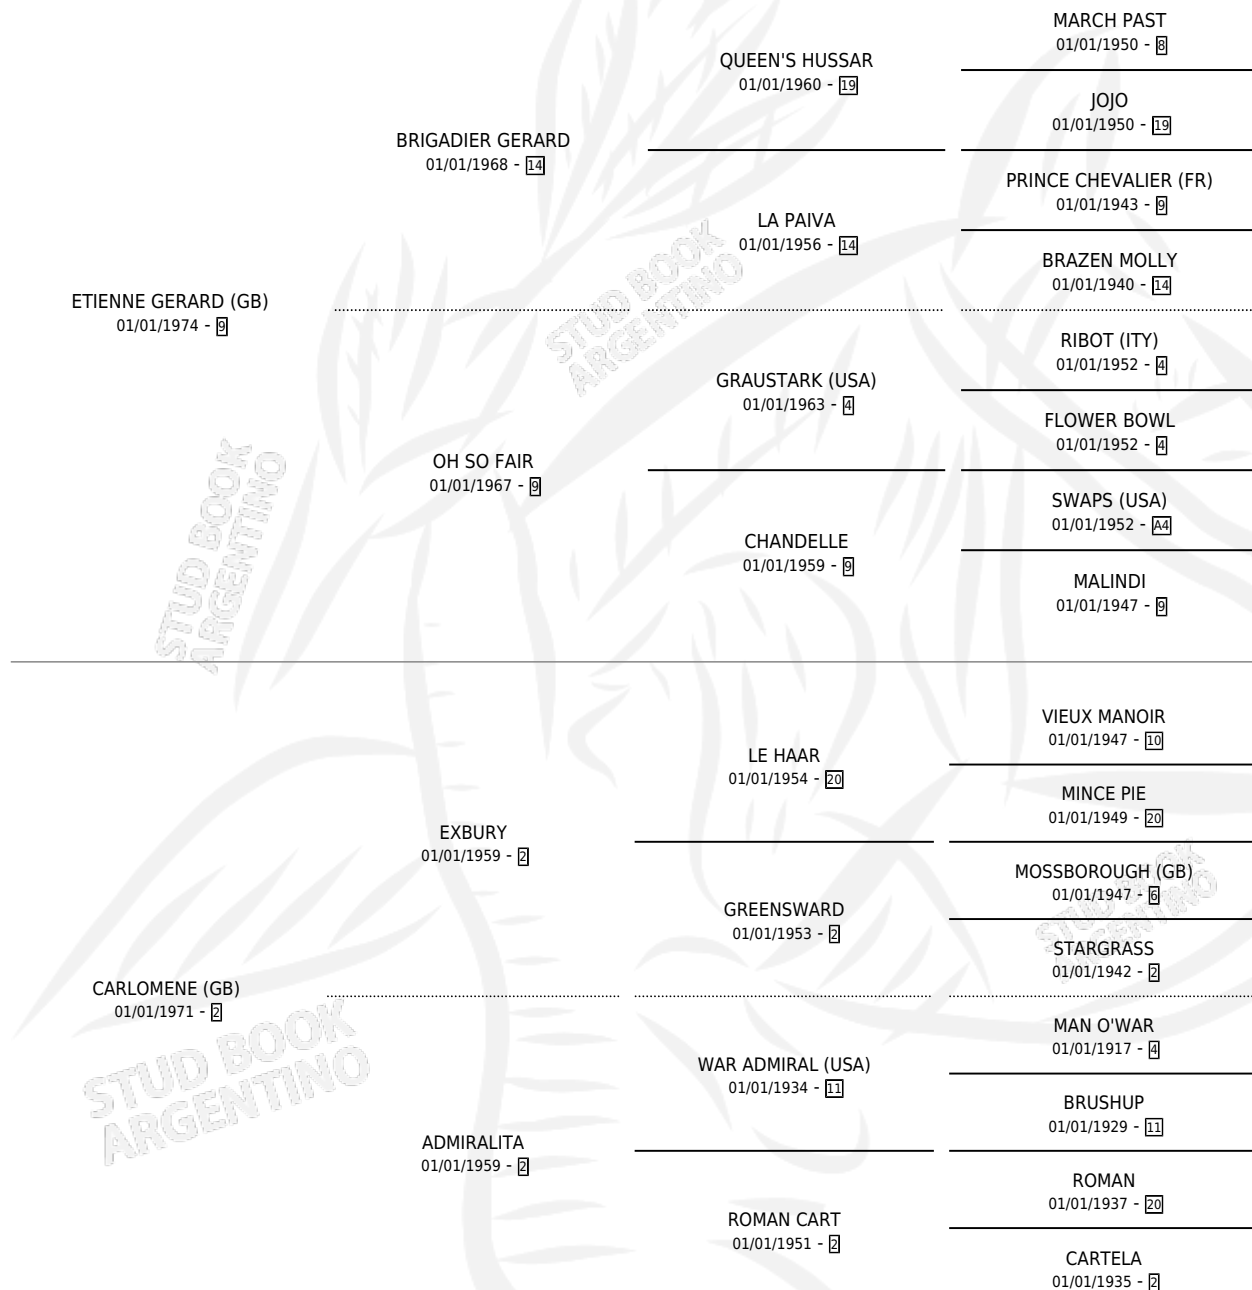 MARCH PAST
01/01/1950 - 8
QUEEN'S HUSSAR
01/01/1960 - 19
JOJO
01/01/1950 - 19
BRIGADIER GERARD
01/01/1968 - 14
PRINCE CHEVALIER (FR)
01/01/1943 - 9
LA PAIVA
01/01/1956 - 14
BRAZEN MOLLY
01/01/1940 - 14
ETIENNE GERARD (GB)
01/01/1974 - 9
RIBOT (ITY)
01/01/1952 - 4
GRAUSTARK (USA)
01/01/1963 - 4
FLOWER BOWL
01/01/1952 - 4
OH SO FAIR
01/01/1967 - 9
SWAPS (USA)
01/01/1952 - A4
CHANDELLE
01/01/1959 - 9
MALINDI
01/01/1947 - 9
STUD BOOK
ARGENTINO
STUD BOOK
ARGENTINO
VIEUX MANOIR
01/01/1947 - 10
LE HAAR
01/01/1954 - 20
MINCE PIE
01/01/1949 - 20
EXBURY
01/01/1959 - 2
MOSSBOROUGH (GB)
01/01/1947 - 6
GREENSWARD
01/01/1953 - 2
STARGRASS
01/01/1942 - 2
CARLOMENE (GB)
01/01/1971 - 2
MAN O'WAR
01/01/1917 - 4
WAR ADMIRAL (USA)
01/01/1934 - 11
BRUSHUP
01/01/1929 - 11
ADMIRALITA
01/01/1959 - 2
ROMAN
01/01/1937 - 20
ROMAN CART
01/01/1951 - 2
CARTELA
01/01/1935 - 2
STUD BOOK
ARGENTINO
STUD BOOK
ARGENTINO